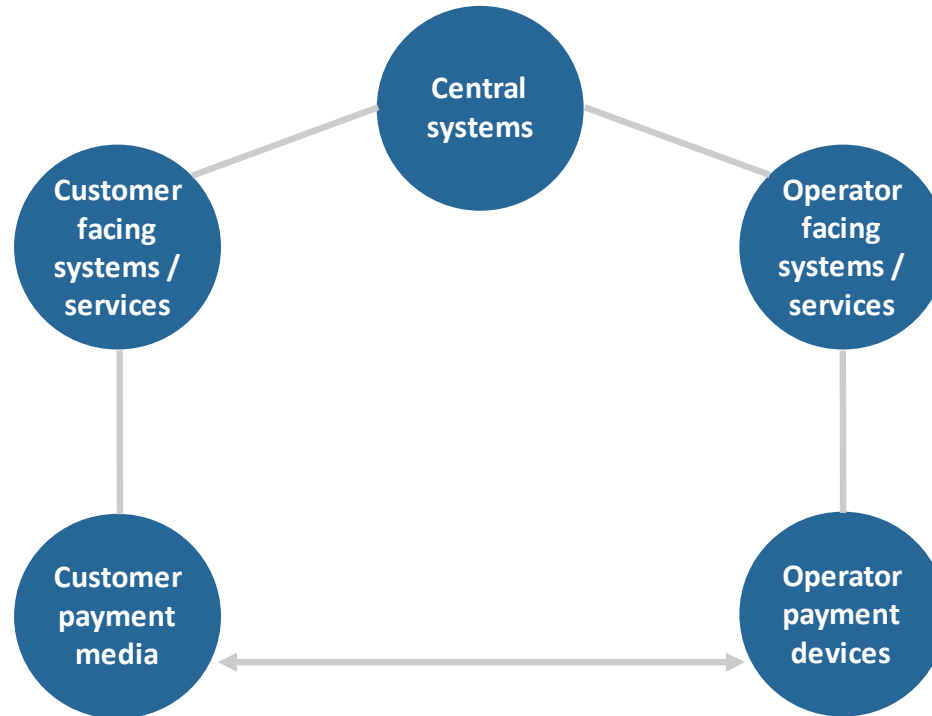 Central
systems
Customer
facing
systems /
services
Operator
facing
systems /
services
Customer
payment
media
Operator
payment
devices